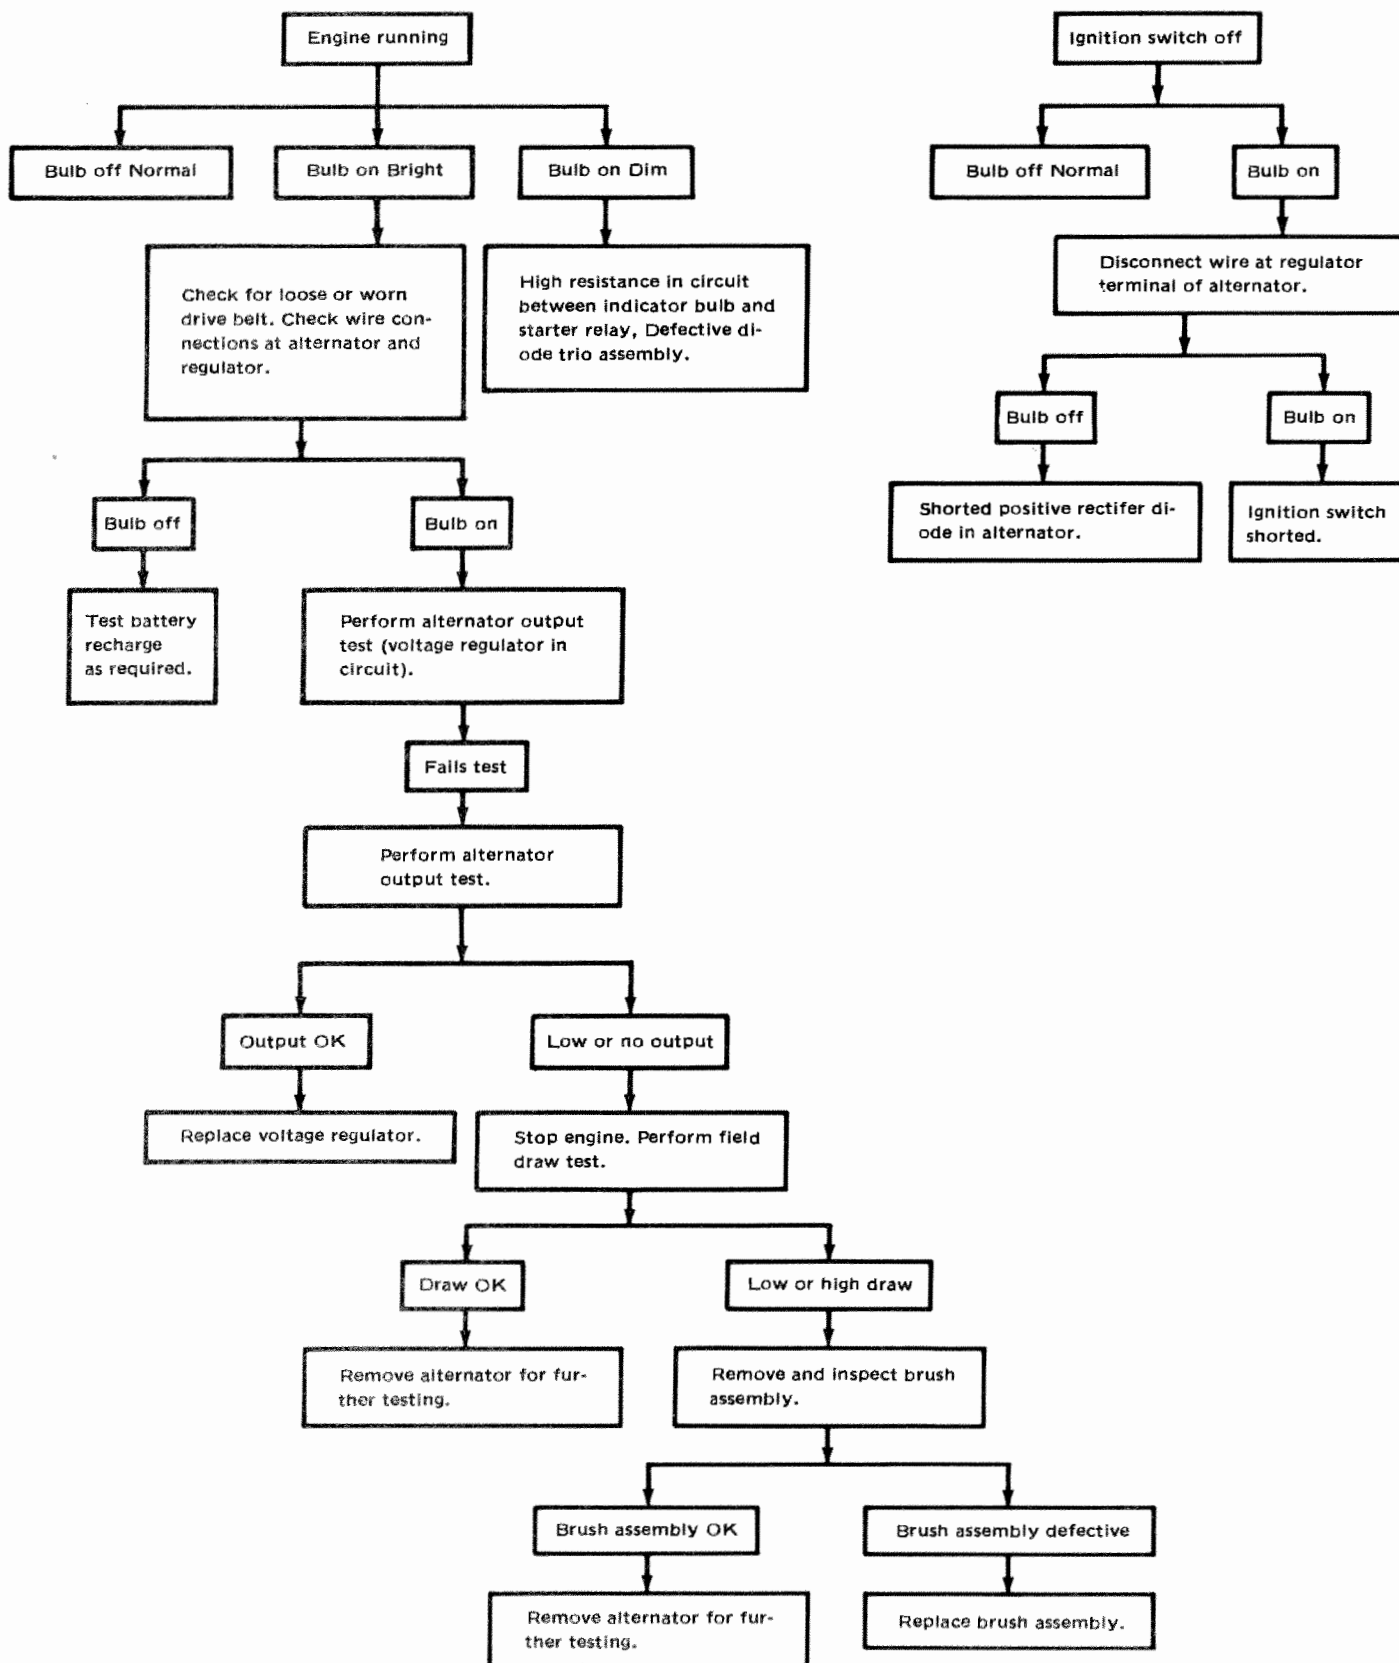 Engine running
Bulb off Normal
Bulb on Bright
Bulb on Dim
Check for loose or worn
drive belt. Check wire con-
nections at alternator and
regulator.
High resistance in circuit
between indicator bulb and
starter relay, Defective di-
ode trio assembly.
Bulb off
Bulb on
Test battery
recharge
as required.
Perform alternator output
test (voltage regulator in
circuit).
Fails test
Perform alternator
output test.
Output OK
Low or no output
Replace voltage regulator.
Stop engine. Perform field
draw test.
Draw OK
Low or high draw
Remove alternator for fur-
ther testing.
Remove and inspect brush
assembly.
Brush assembly OK
Brush assembly defective
Remove alternator for fur-
ther testing.
Replace brush assembly.
Ignition switch off
Bulb off Normal
Bulb on
Disconnect wire at regulator
terminal of alternator.
Bulb off
Bulb on
Shorted positive rectifer di-
ode in alternator.
Ignition switch
shorted.